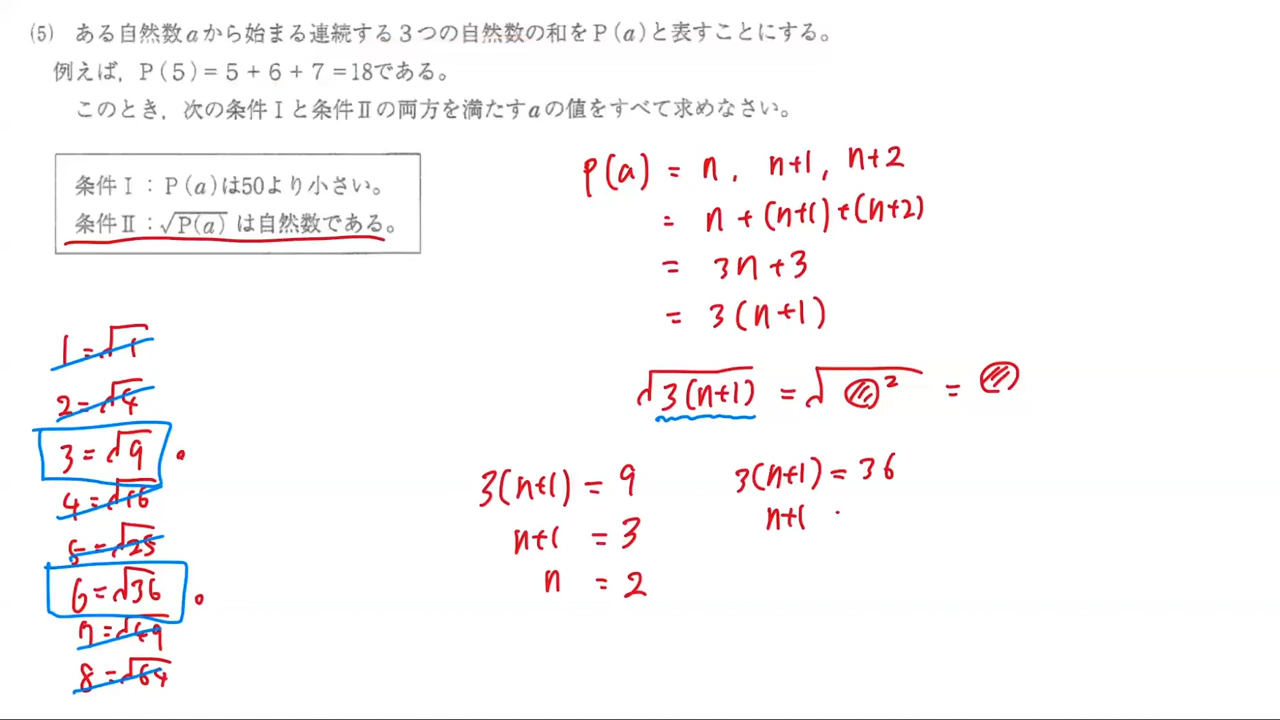 (5) ある自然数aから始まる連続する3つの自然数の和をP(a)と表すことにする。
例えば,P(5)=5+6+7=18である。
このとき,次の条件Ⅰと条件Ⅱの両方を満たすaの値をすべて求めなさい。
条件Ⅰ:P(a)は50より小さい。
条件Ⅱ:√P(a) は自然数である。
P(a) = n, n+1, n+2
= n+(n+1)+(n+2)
= 3n+3
= 3(n+1)
√3(n+1) = √ ² =
3(n+1) = 9
n+1 = 3
n = 2
3(n+1) = 36
n+1
1=√1
2=√4
3=√9
4=√16
5=√25
6=√36
7=√49
8=√64